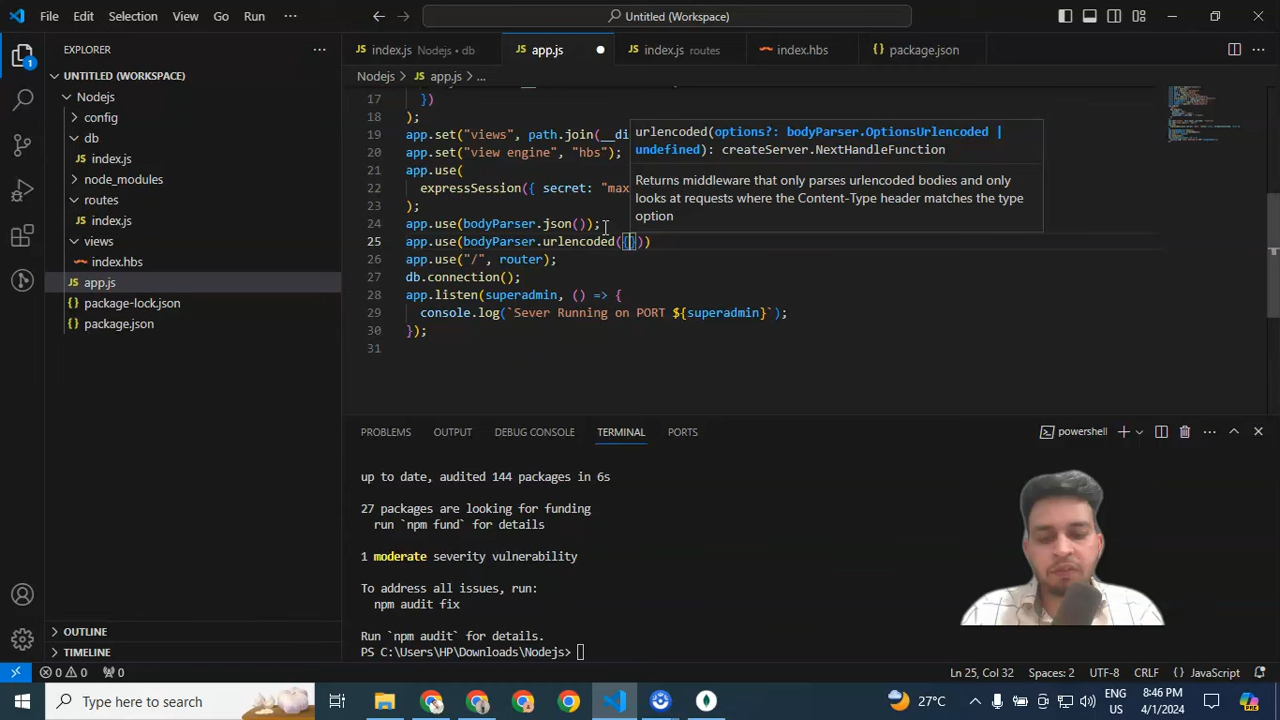 File Edit Selection View Go Run ··· Untitled (Workspace)
EXPLORER ···
index.js Nodejs • db
app.js
index.js routes
index.hbs
package.json
UNTITLED (WORKSPACE)
Nodejs > app.js > ...
Nodejs
config
db
index.js
node_modules
routes
index.js
views
index.hbs
app.js
package-lock.json
package.json
OUTLINE
TIMELINE
1
17 })
18 );
19 app.set("views", path.join(__di
20 app.set("view engine", "hbs");
21 app.use(
22 expressSession({ secret: "max
23 );
24 app.use(bodyParser.json());
25 app.use(bodyParser.urlencoded({}))
26 app.use("/", router);
27 db.connection();
28 app.listen(superadmin, () => {
29 console.log(`Sever Running on PORT ${superadmin}`);
30 });
31
urlencoded(options?: bodyParser.OptionsUrlencoded |
undefined): createServer.NextHandleFunction
Returns middleware that only parses urlencoded bodies and only
looks at requests where the Content-Type header matches the type
option
PROBLEMS OUTPUT DEBUG CONSOLE TERMINAL PORTS powershell
up to date, audited 144 packages in 6s
27 packages are looking for funding
run `npm fund` for details
1 moderate severity vulnerability
To address all issues, run:
npm audit fix
Run `npm audit` for details.
PS C:\Users\HP\Downloads\Nodejs>
0 0 0 Ln 25, Col 32 Spaces: 2 UTF-8 CRLF {} JavaScript
Type here to search 27°C ENG 8:46 PM
US 4/1/2024